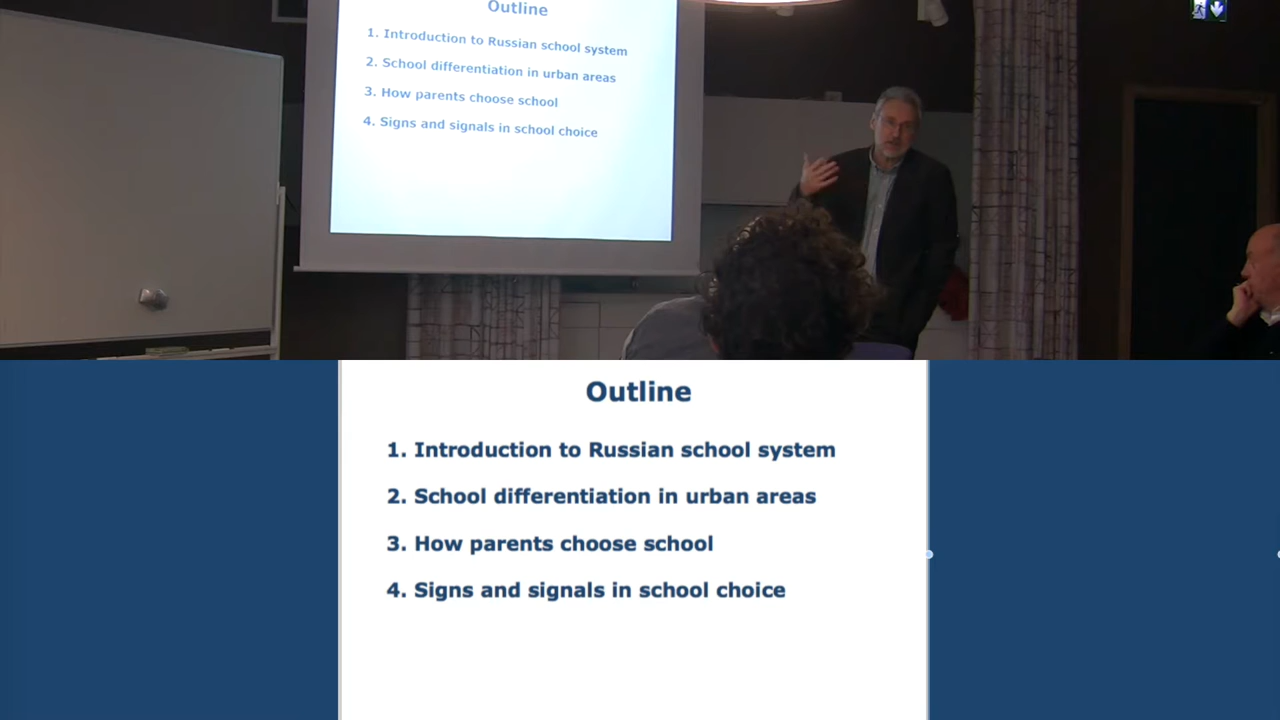 Outline
1. Introduction to Russian school system
2. School differentiation in urban areas
3. How parents choose school
4. Signs and signals in school choice
Outline
1. Introduction to Russian school system
2. School differentiation in urban areas
3. How parents choose school
4. Signs and signals in school choice